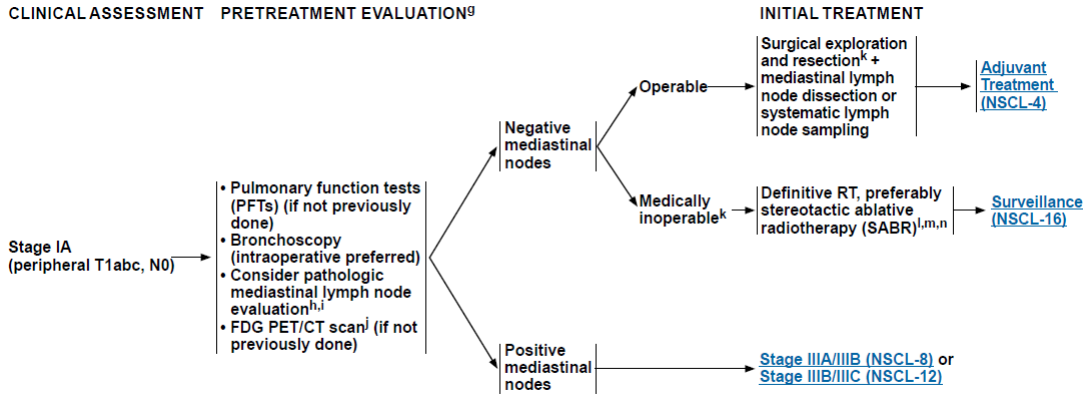 CLINICAL ASSESSMENT PRETREATMENT EVALUATIONg INITIAL TREATMENT
Stage IA
(peripheral T1abc, N0)
• Pulmonary function tests
(PFTs) (if not previously
done)
• Bronchoscopy
(intraoperative preferred)
• Consider pathologic
mediastinal lymph node
evaluationh,i
• FDG PET/CT scanj (if not
previously done)
Negative
mediastinal
nodes
Operable
Surgical exploration
and resectionk +
mediastinal lymph
node dissection or
systematic lymph
node sampling
Adjuvant
Treatment
(NSCL-4)
Medically
inoperablek
Definitive RT, preferably
stereotactic ablative
radiotherapy (SABR)l,m,n
Surveillance
(NSCL-16)
Positive
mediastinal
nodes
Stage IIIA/IIIB (NSCL-8) or
Stage IIIB/IIIC (NSCL-12)